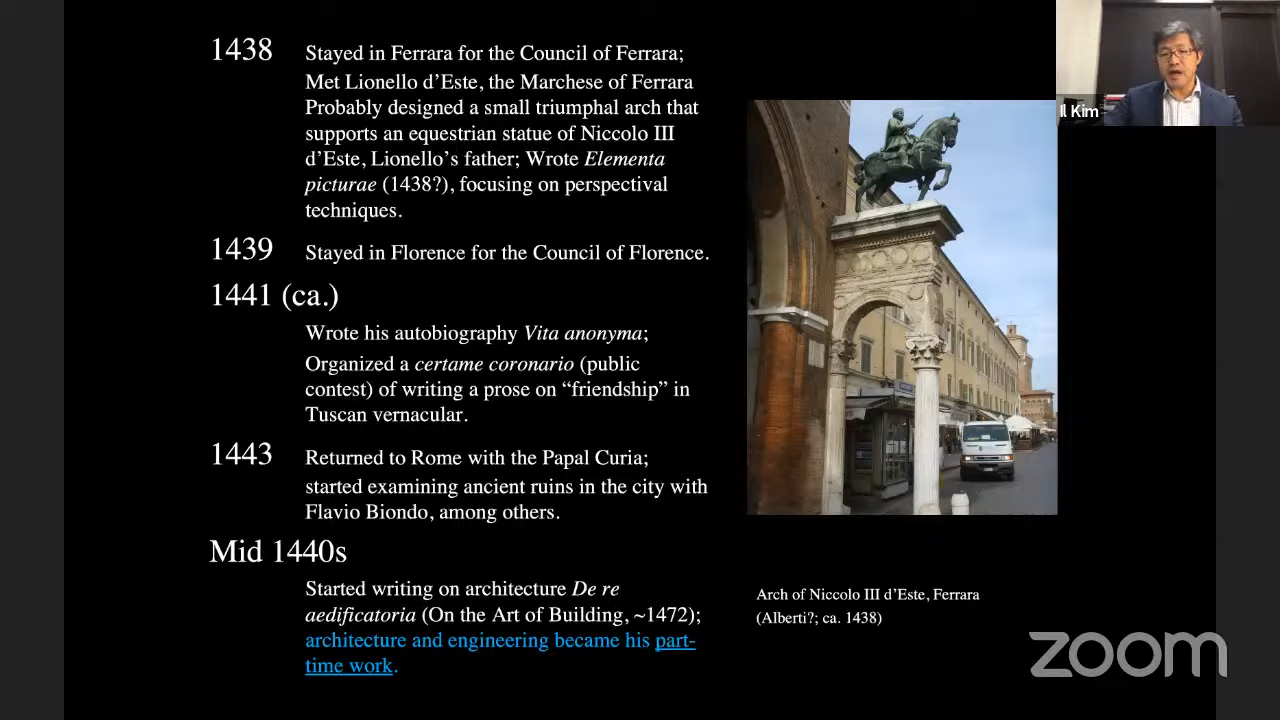 1438 Stayed in Ferrara for the Council of Ferrara;
Met Lionello d’Este, the Marchese of Ferrara
Probably designed a small triumphal arch that
supports an equestrian statue of Niccolo III
d’Este, Lionello’s father; Wrote Elementa
picturae (1438?), focusing on perspectival
techniques.
1439 Stayed in Florence for the Council of Florence.
1441 (ca.)
Wrote his autobiography Vita anonyma;
Organized a certame coronario (public
contest) of writing a prose on “friendship” in
Tuscan vernacular.
1443 Returned to Rome with the Papal Curia;
started examining ancient ruins in the city with
Flavio Biondo, among others.
Mid 1440s
Started writing on architecture De re
aedificatoria (On the Art of Building, ~1472);
architecture and engineering became his part-
time work.
Arch of Niccolo III d’Este, Ferrara
(Alberti?; ca. 1438)
Il Kim
zoom